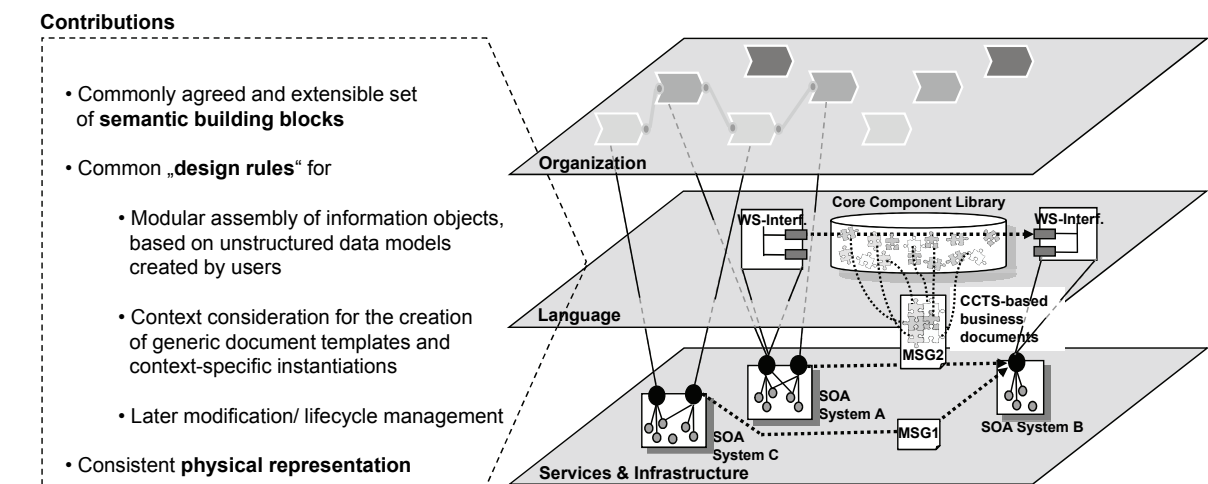 Contributions
• Commonly agreed and extensible set
of semantic building blocks
• Common „design rules“ for
• Modular assembly of information objects,
based on unstructured data models
created by users
• Context consideration for the creation
of generic document templates and
context-specific instantiations
• Later modification/ lifecycle management
• Consistent physical representation
Organization
Core Component Library
WS-Interf.
WS-Interf.
CCTS-based
business
documents
Language
MSG2
SOA
System A
MSG1
SOA System B
SOA
System C
Services & Infrastructure